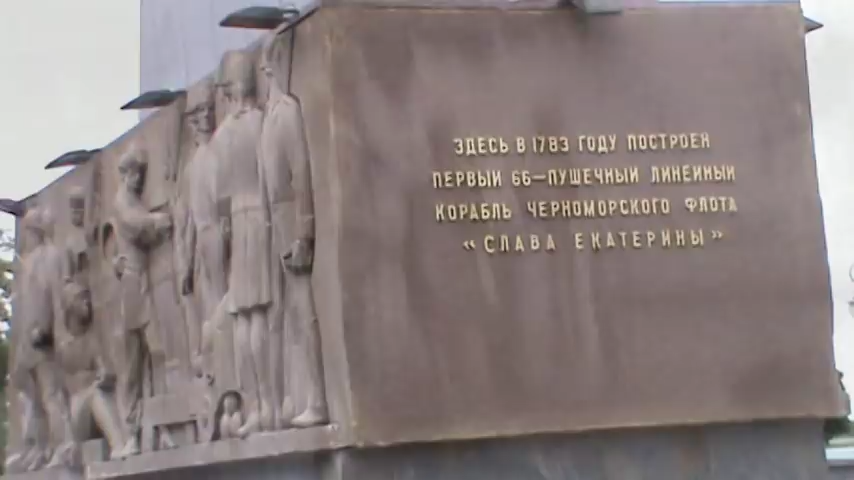 ЗДЕСЬ В 1783 ГОДУ ПОСТРОЕН
ПЕРВЫЙ 66-ПУШЕЧНЫЙ ЛИНЕЙНЫЙ
КОРАБЛЬ ЧЕРНОМОРСКОГО ФЛОТА
«СЛАВА ЕКАТЕРИНЫ»